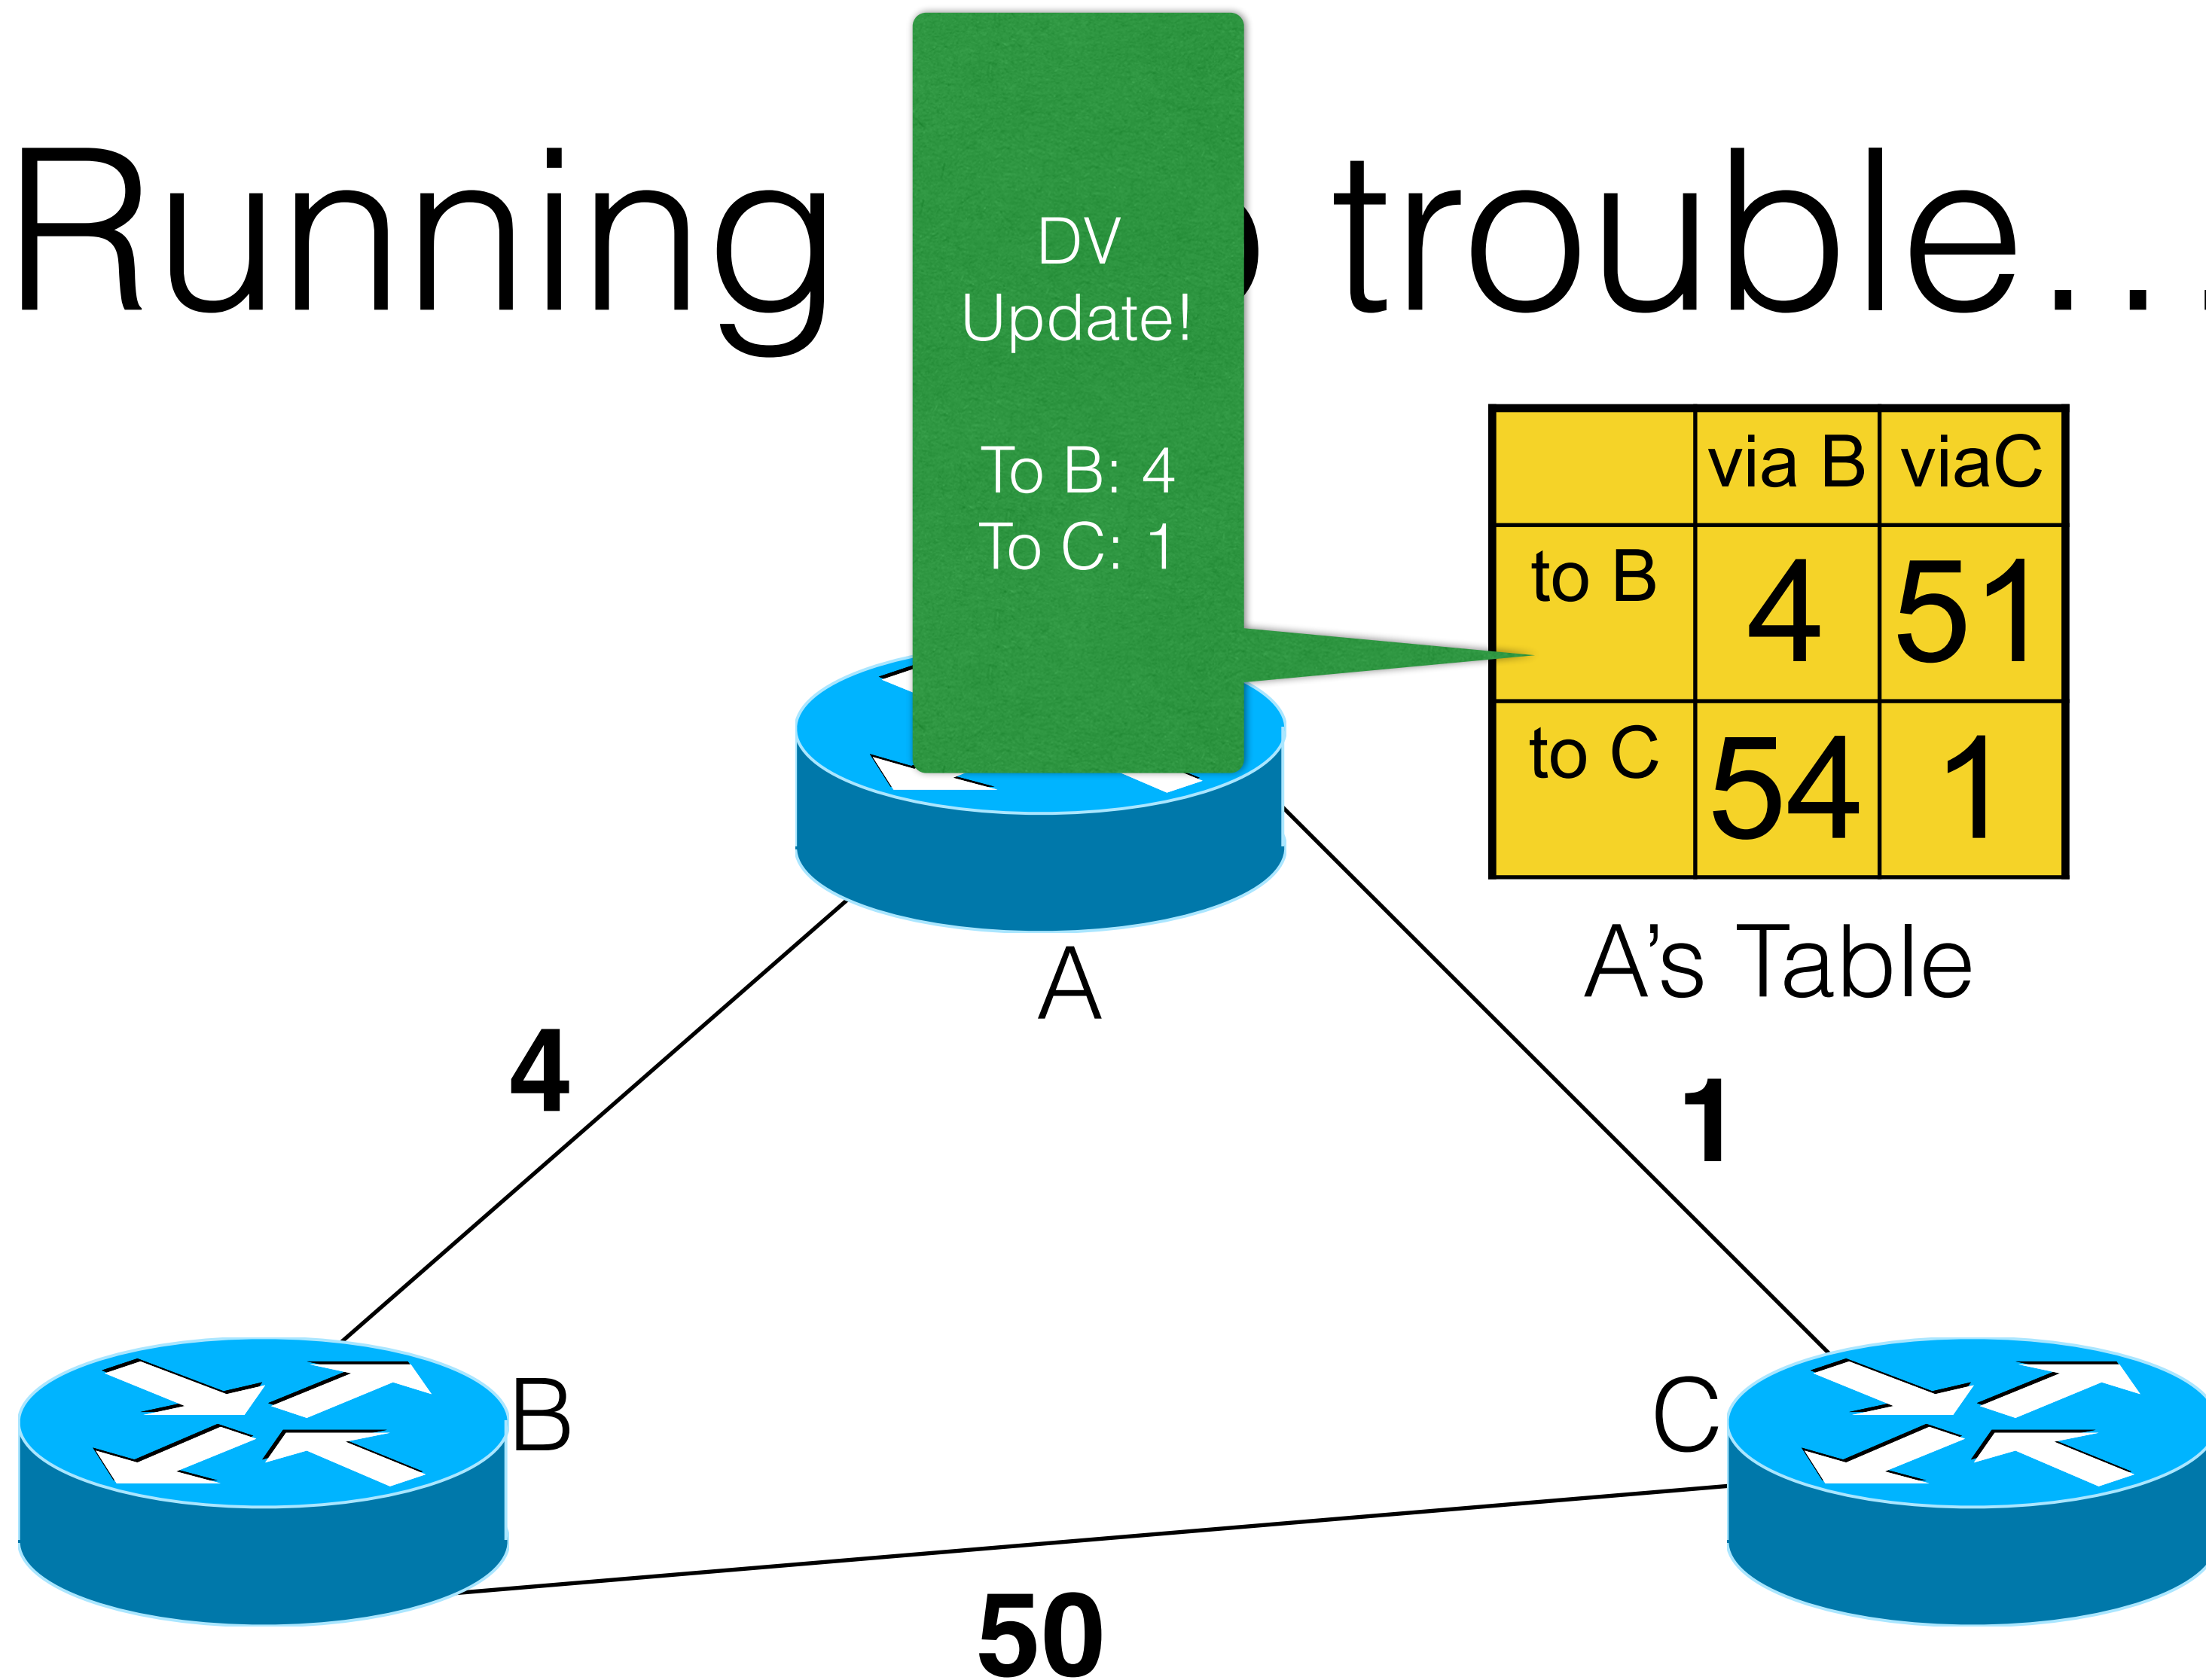 Running trouble...
DV
Update!
To B: 4
To C: 1
via B viaC
to B 4 51
to C 54 1
A's Table
A
4
1
B
C
50